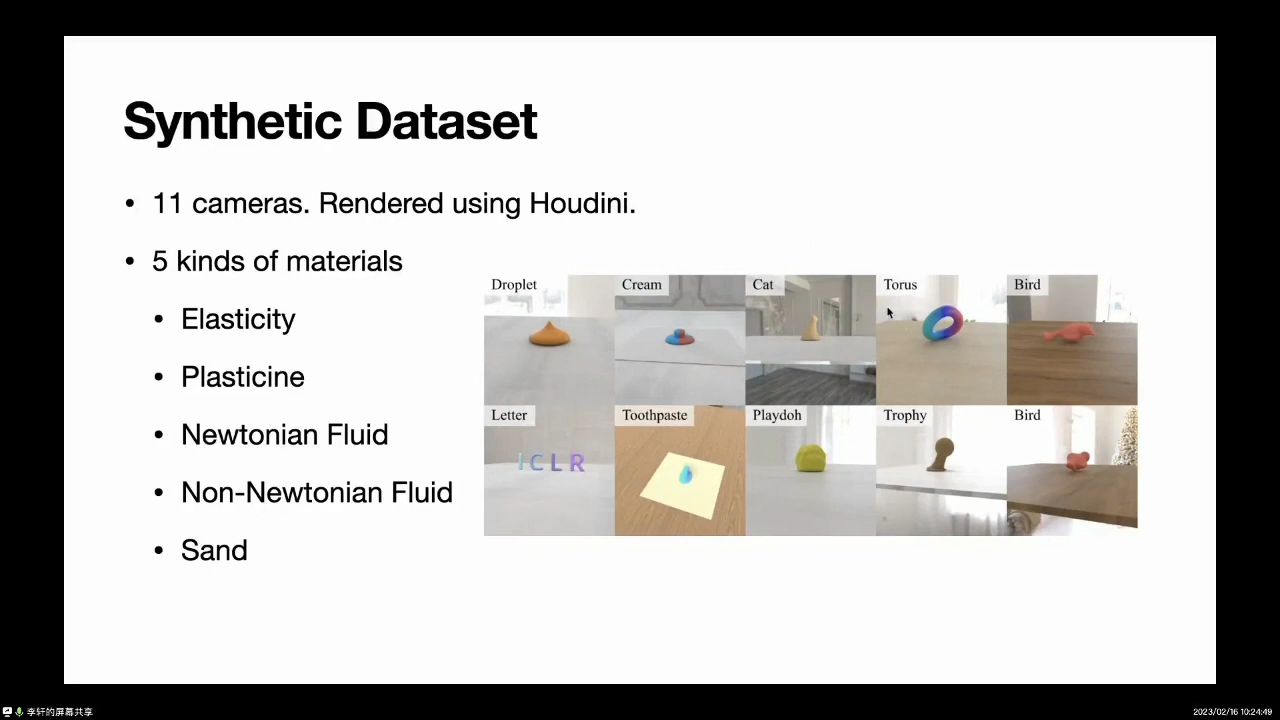 Synthetic Dataset
• 11 cameras. Rendered using Houdini.
• 5 kinds of materials
• Elasticity
• Plasticine
• Newtonian Fluid
• Non-Newtonian Fluid
• Sand
Droplet
Cream
Cat
Torus
Bird
Letter
Toothpaste
Playdoh
Trophy
Bird
ICLR
李轩的屏幕共享
2023/02/16 10:24:49